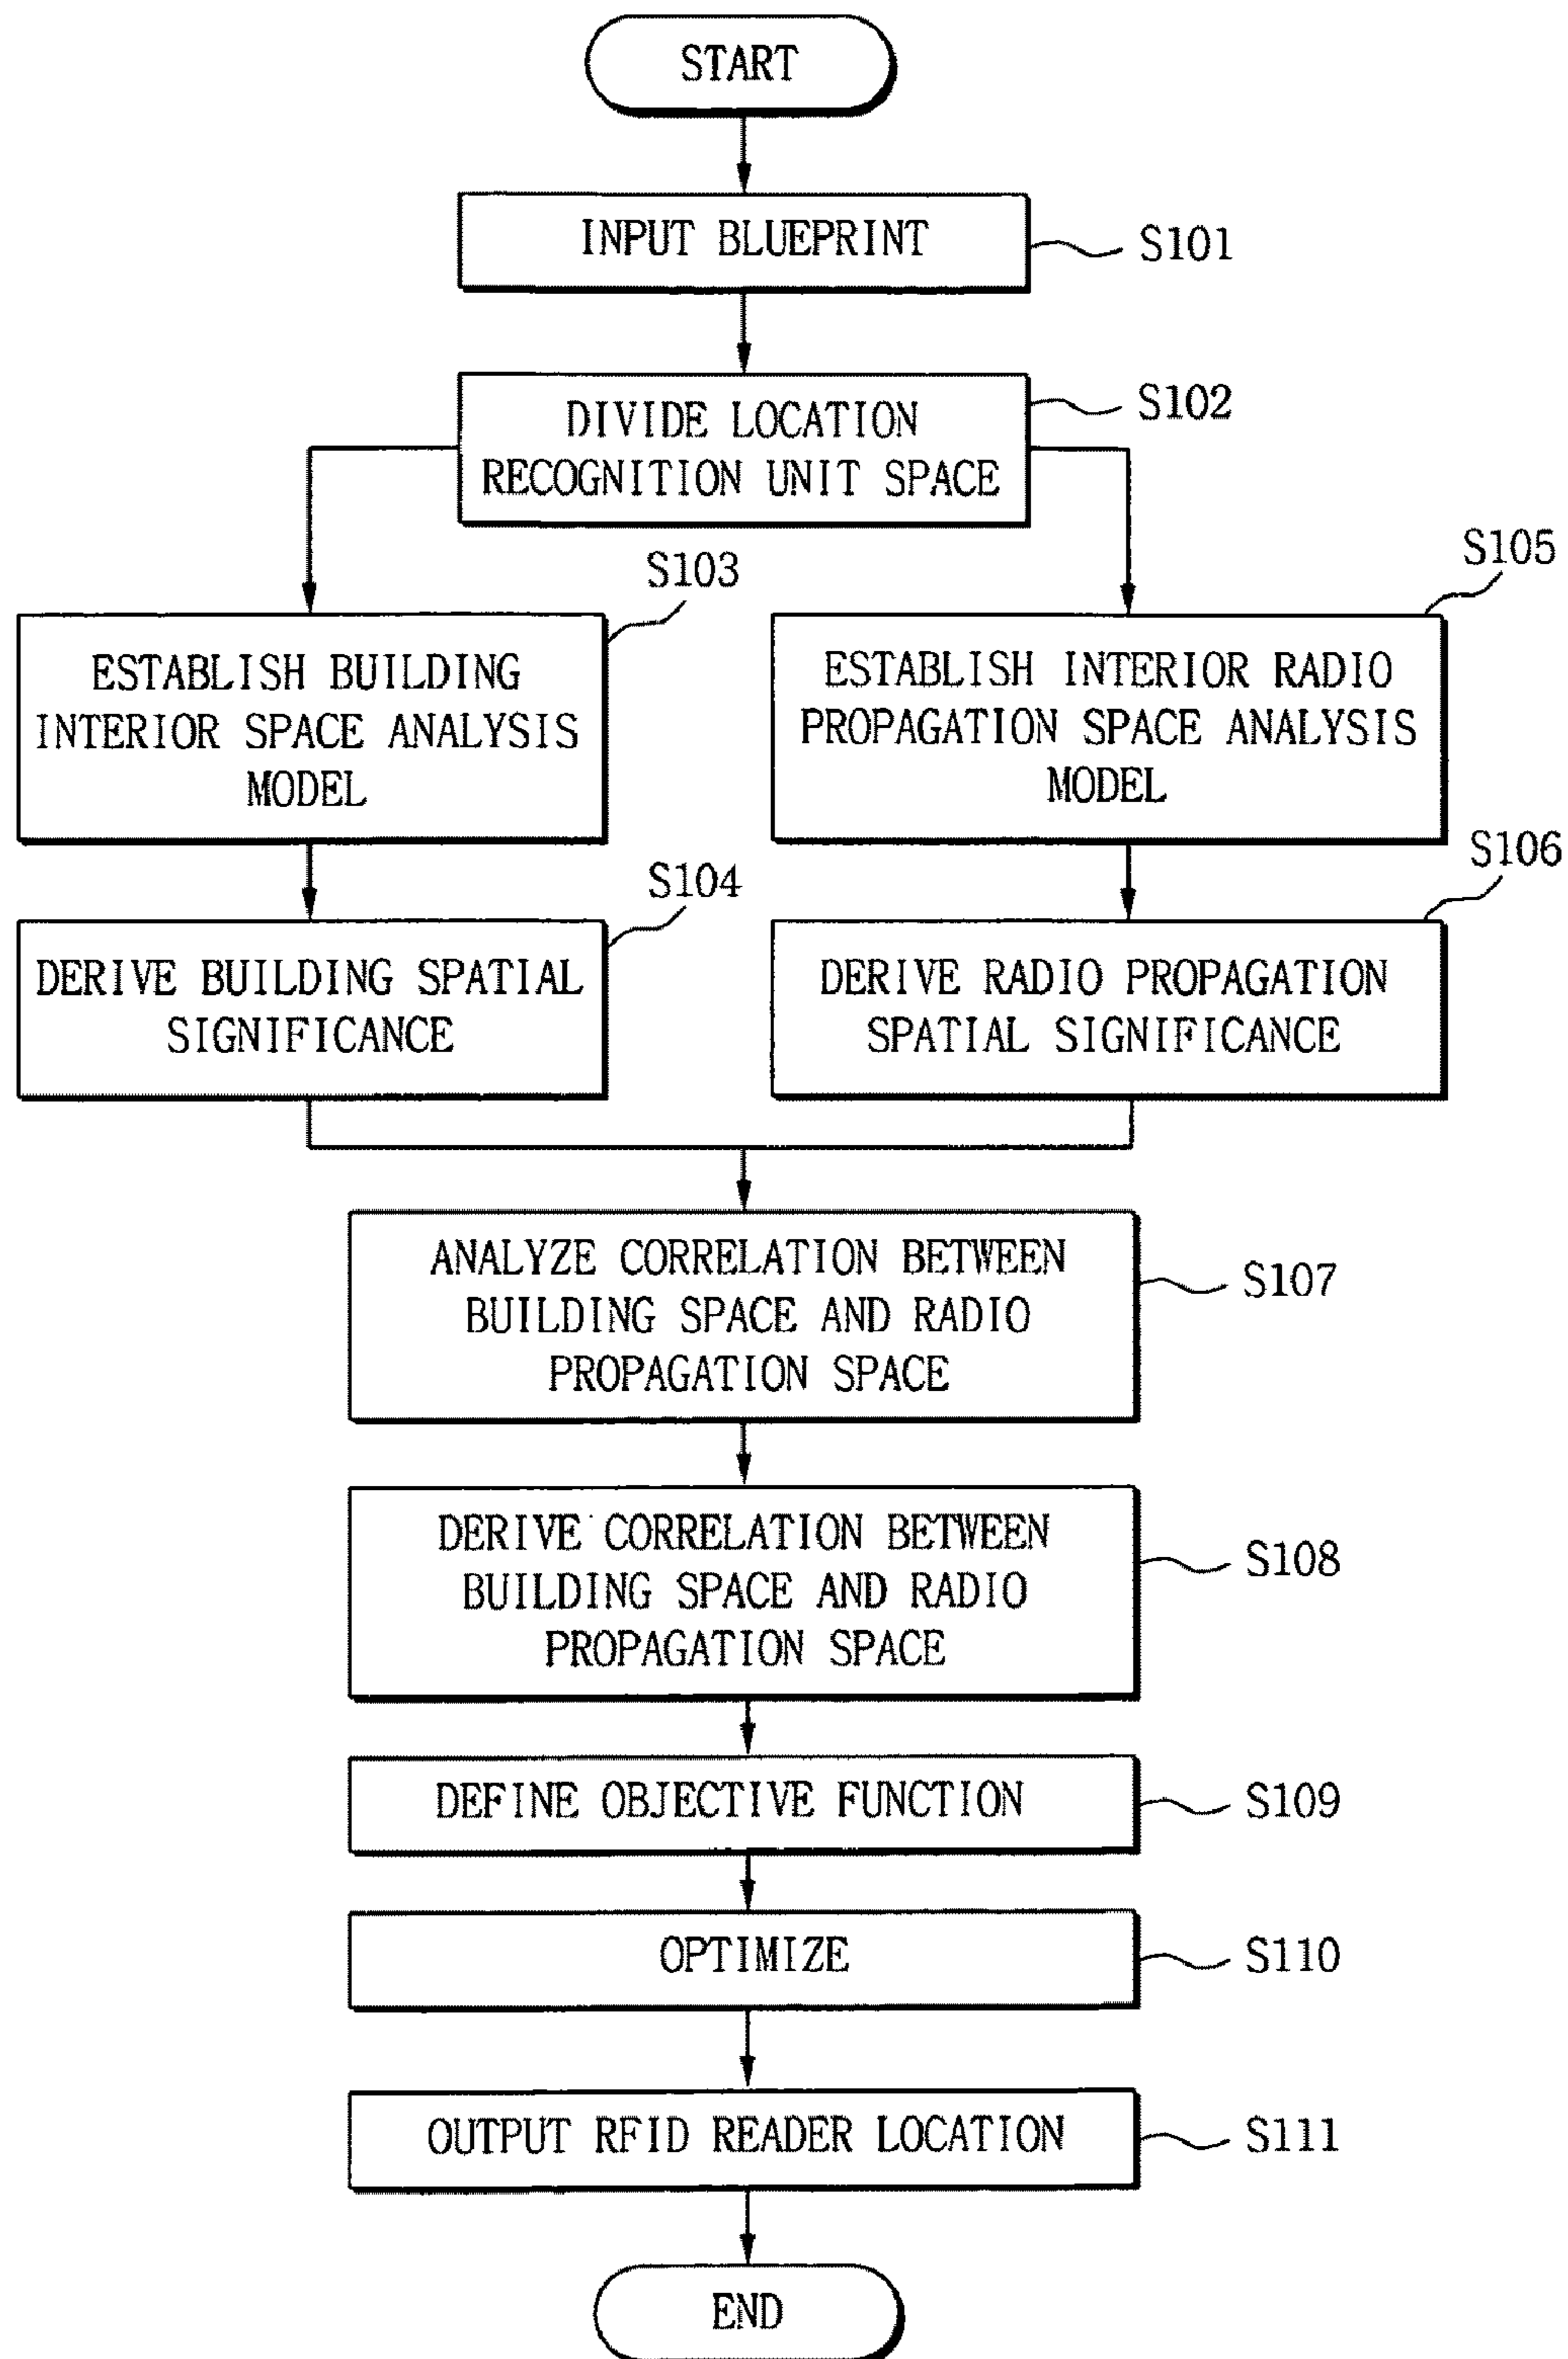 START
INPUT BLUEPRINT
S101
DIVIDE LOCATION
RECOGNITION UNIT SPACE
S102
S103
ESTABLISH BUILDING
INTERIOR SPACE ANALYSIS
MODEL
S105
ESTABLISH INTERIOR RADIO
PROPAGATION SPACE ANALYSIS
MODEL
S104
DERIVE BUILDING SPATIAL
SIGNIFICANCE
S106
DERIVE RADIO PROPAGATION
SPATIAL SIGNIFICANCE
ANALYZE CORRELATION BETWEEN
BUILDING SPACE AND RADIO
PROPAGATION SPACE
S107
DERIVE CORRELATION BETWEEN
BUILDING SPACE AND RADIO
PROPAGATION SPACE
S108
DEFINE OBJECTIVE FUNCTION
S109
OPTIMIZE
S110
OUTPUT RFID READER LOCATION
S111
END